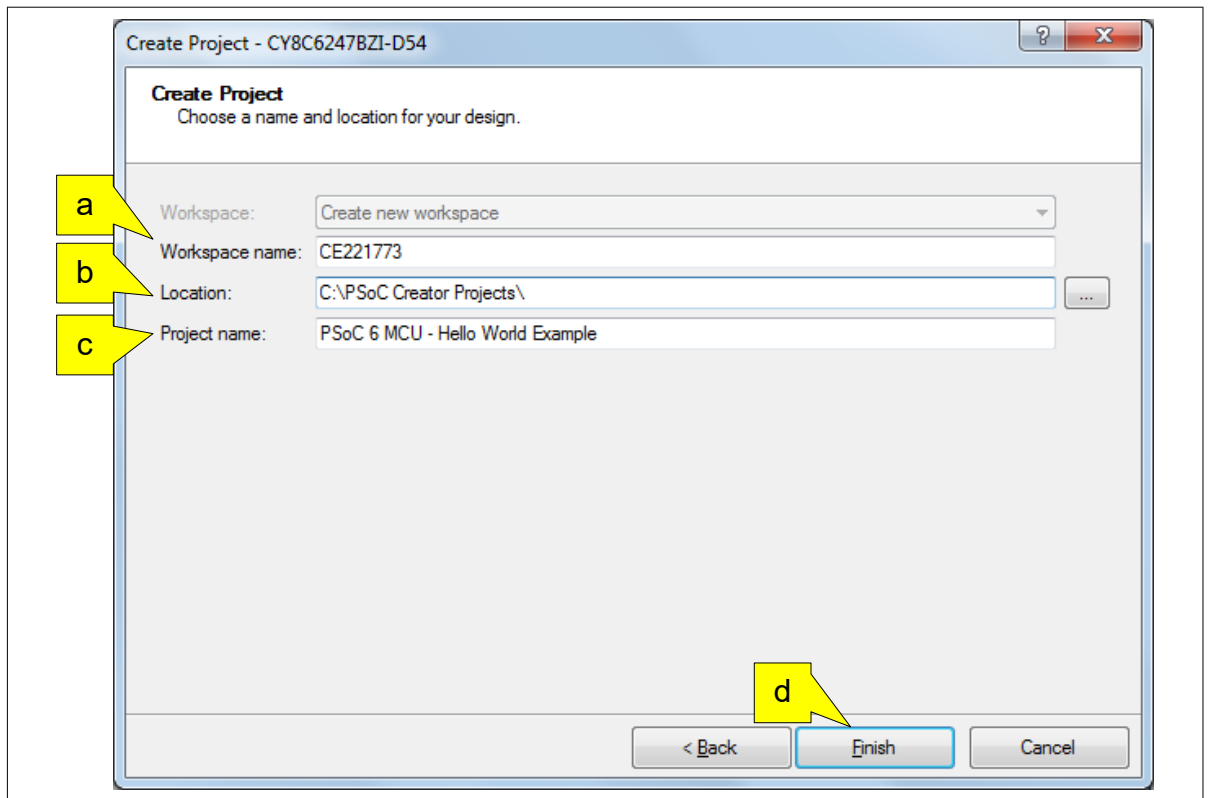 Create Project - CY8C6247BZI-D54
Create Project
Choose a name and location for your design.
a
Workspace: Create new workspace
Workspace name: CE221773
b
Location: C:\PSoC Creator Projects\ ...
c
Project name: PSoC 6 MCU - Hello World Example
d
< Back Finish Cancel